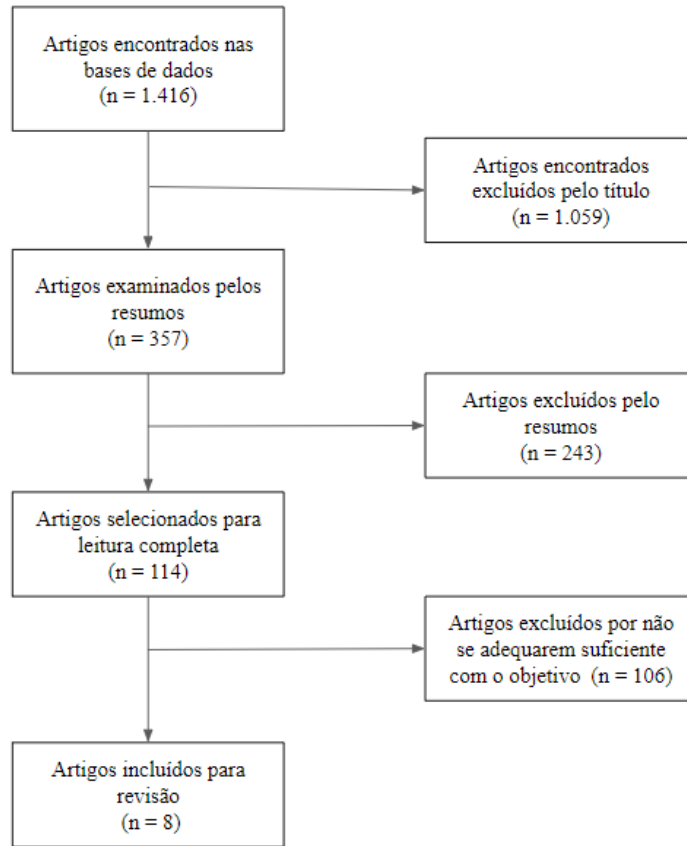 Artigos encontrados nas
bases de dados
(n = 1.416)
Artigos encontrados
excluídos pelo título
(n = 1.059)
Artigos examinados pelos
resumos
(n = 357)
Artigos excluídos pelo
resumos
(n = 243)
Artigos selecionados para
leitura completa
(n = 114)
Artigos excluídos por não
se adequarem suficiente
com o objetivo (n = 106)
Artigos incluídos para
revisão
(n = 8)